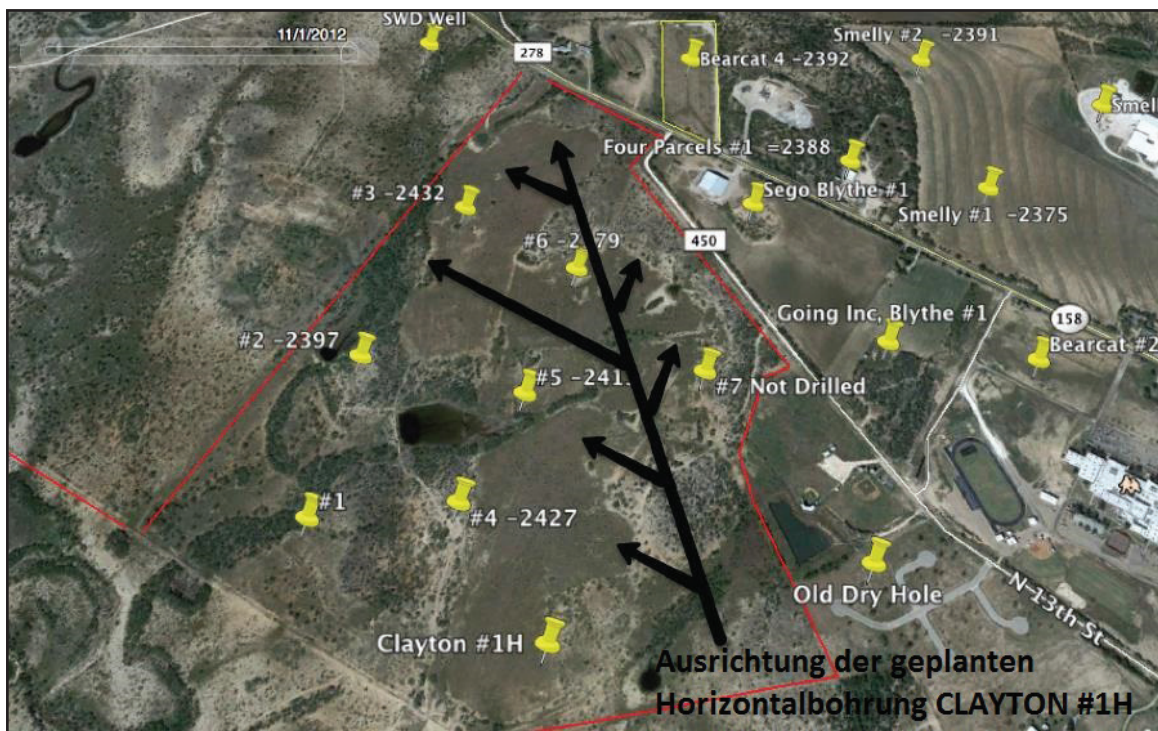 SWD Well
11/1/2012
278
Smelly #2 -2391
Bearcat 4 -2392
Smell
Four Parcels #1 =2388
#3 -2432
Sego Blythe #1
Smelly #1 -2375
450
Going Inc, Blythe #1
158
Bearcat #2
#2 -2397
#7 Not Drilled
#1
#4 -2427
Old Dry Hole
N 13th St
Clayton #1H
Ausrichtung der geplanten
Horizontalbohrung CLAYTON #1H